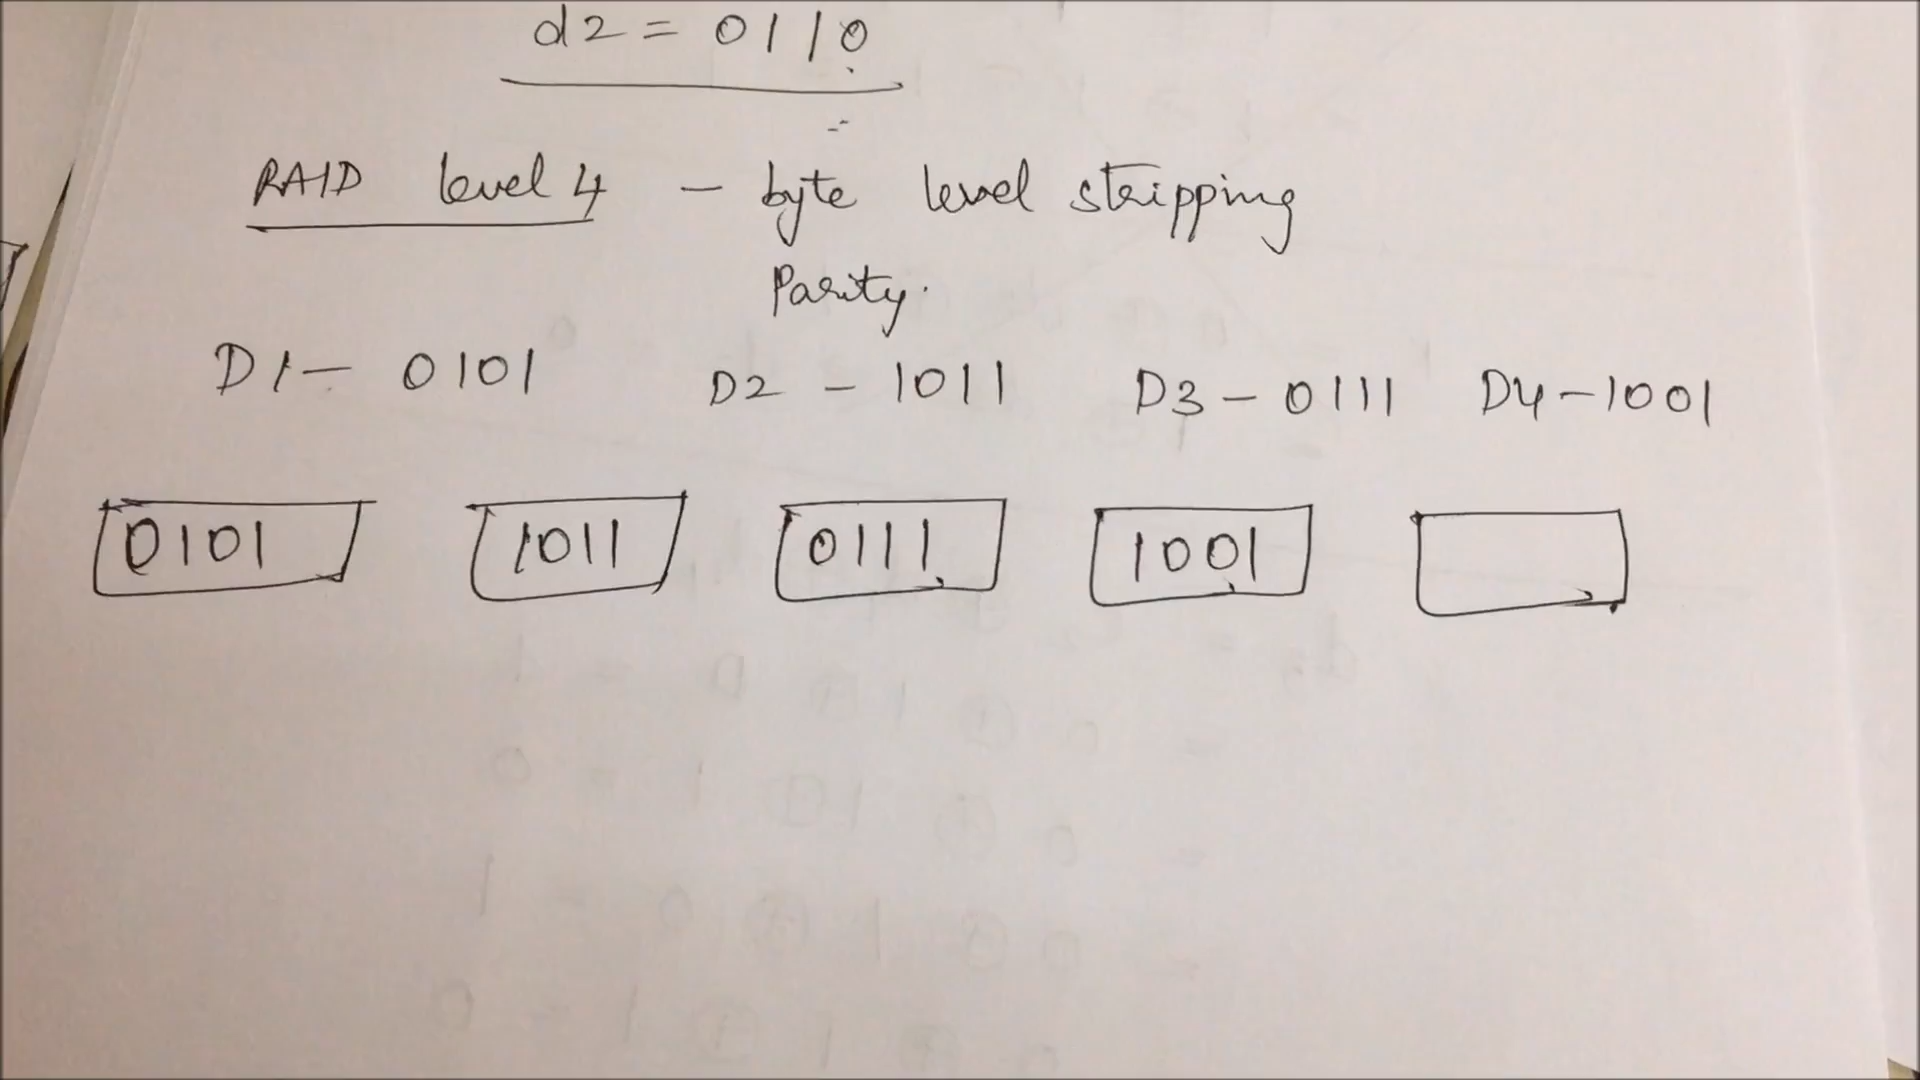 d2 = 0110
RAID level 4 - byte level stripping
Parity.
D1 - 0101 D2 - 1011 D3 - 0111 D4 - 1001
0101 1011 0111 1001